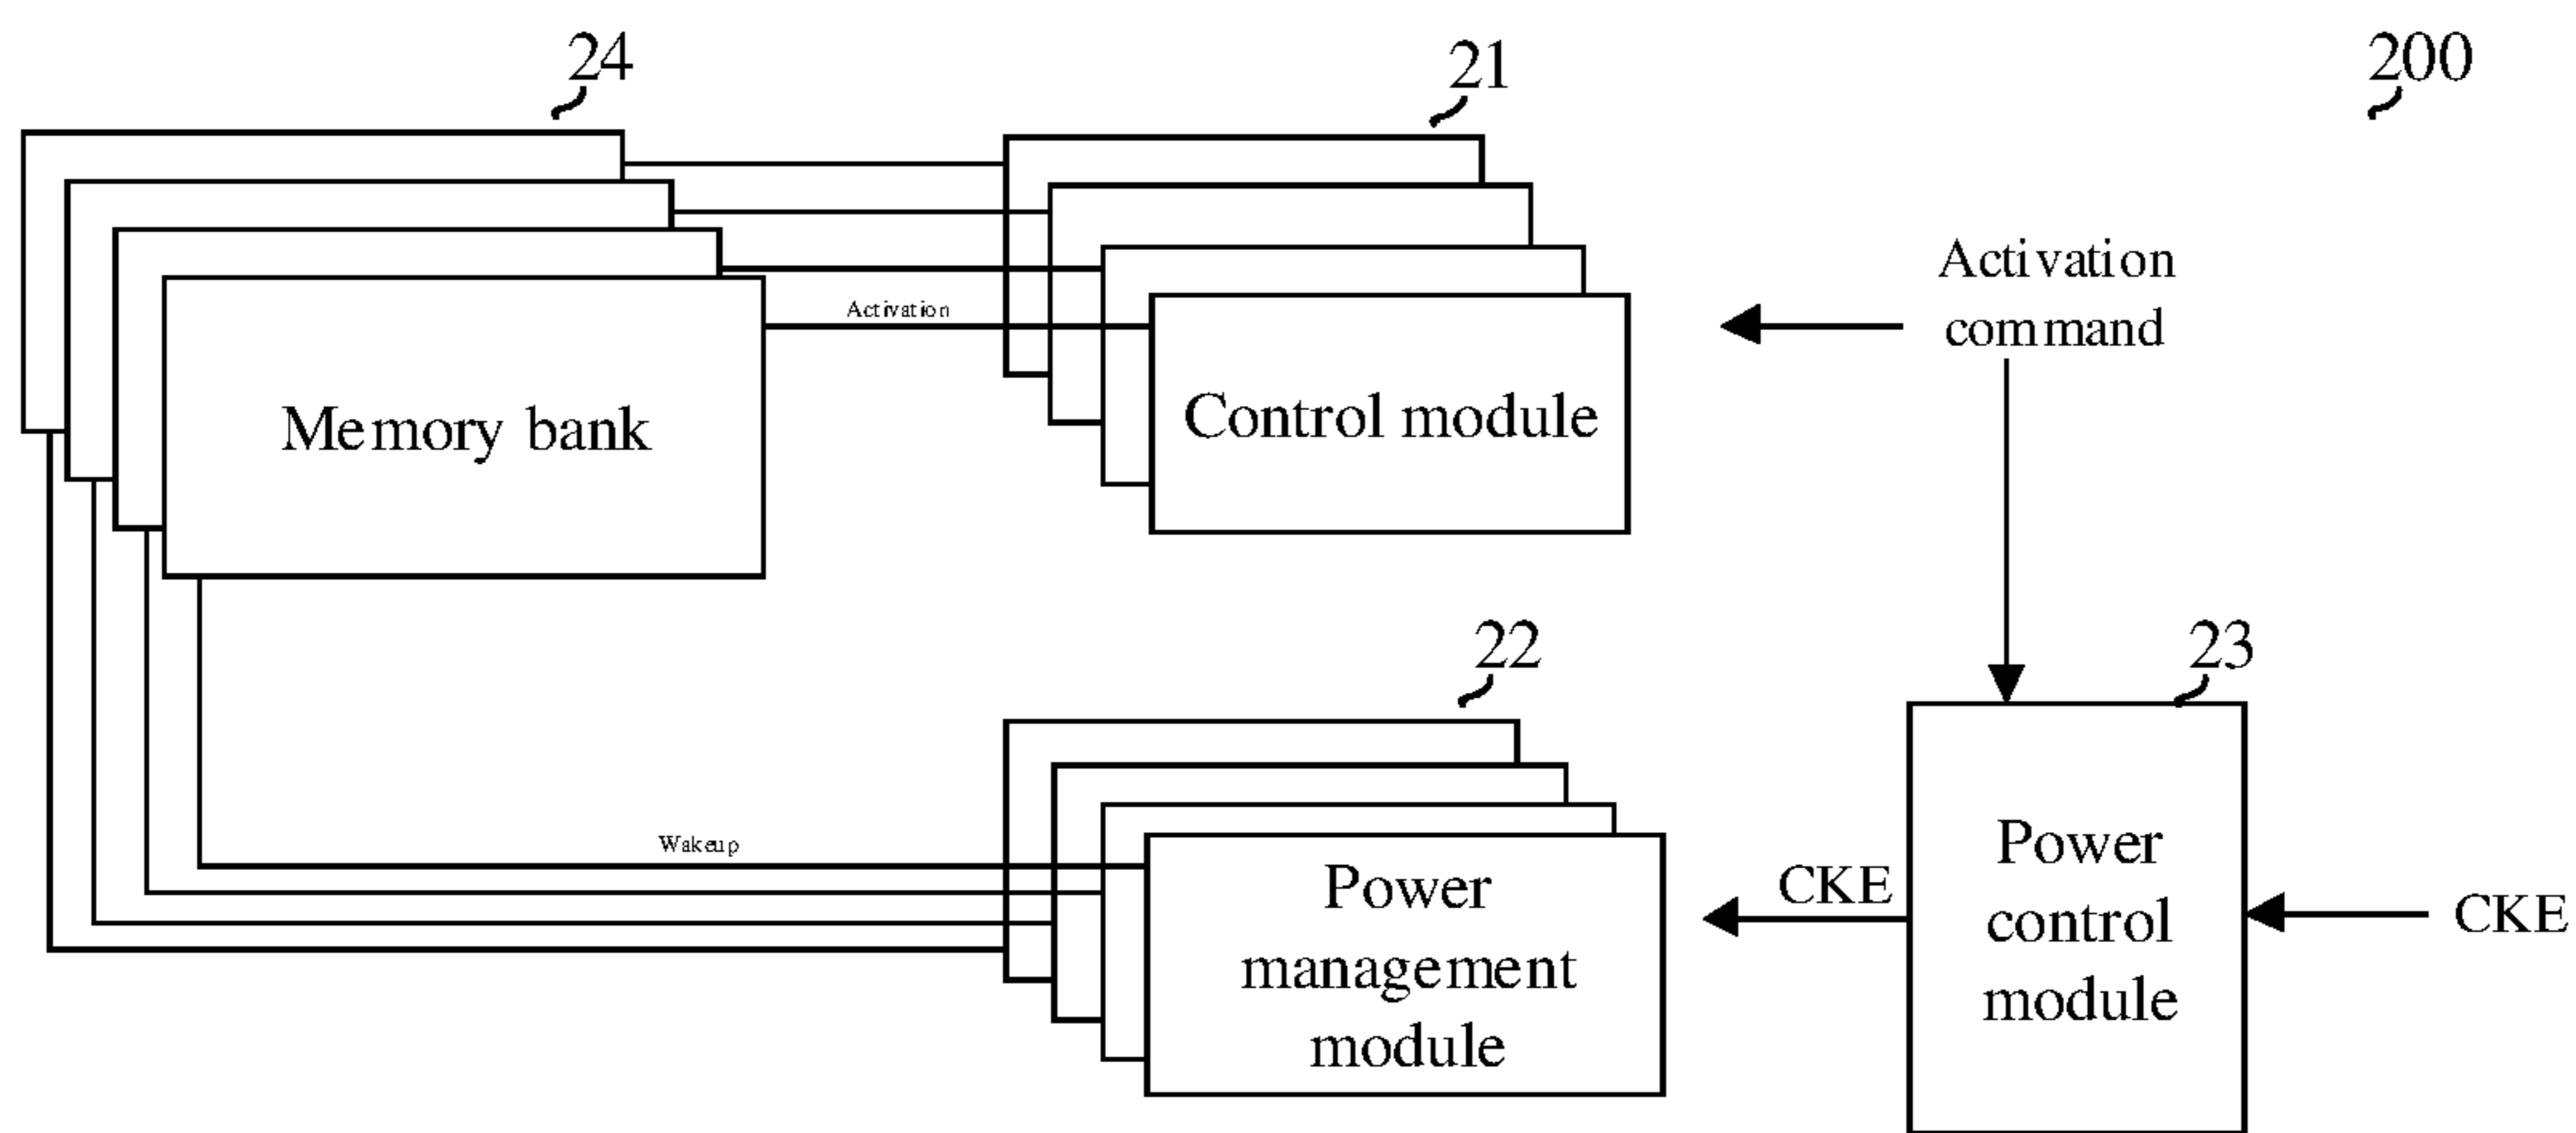 24
21
200
Activation
command
Activation
Memory bank
Control module
22
23
Wakeup
Power
management
module
CKE
Power
control
module
CKE